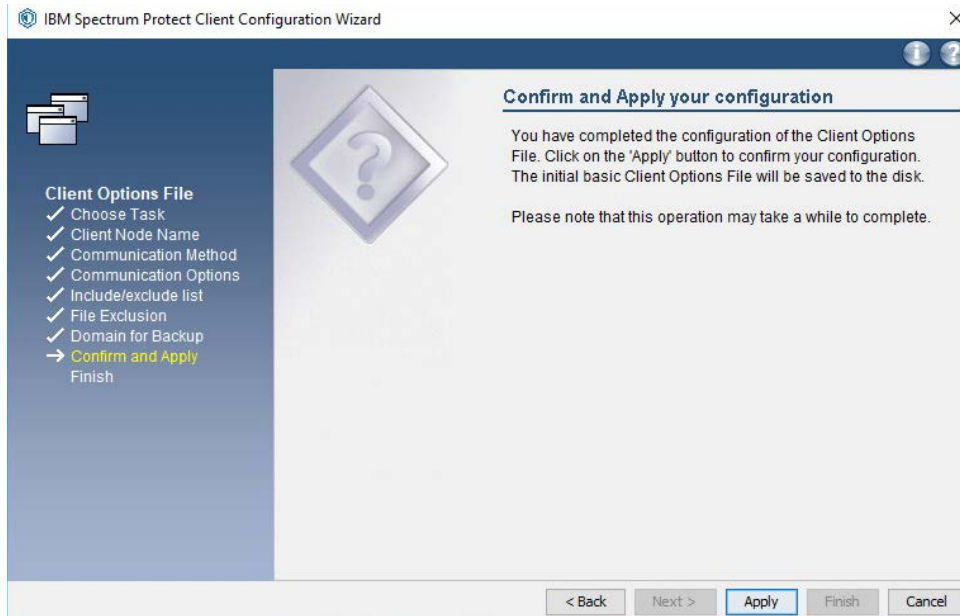 IBM Spectrum Protect Client Configuration Wizard
Confirm and Apply your configuration
You have completed the configuration of the Client Options
File. Click on the 'Apply' button to confirm your configuration.
The initial basic Client Options File will be saved to the disk.
Please note that this operation may take a while to complete.
Client Options File
Choose Task
Client Node Name
Communication Method
Communication Options
Include/exclude list
File Exclusion
Domain for Backup
Confirm and Apply
Finish
< Back
Next >
Apply
Finish
Cancel